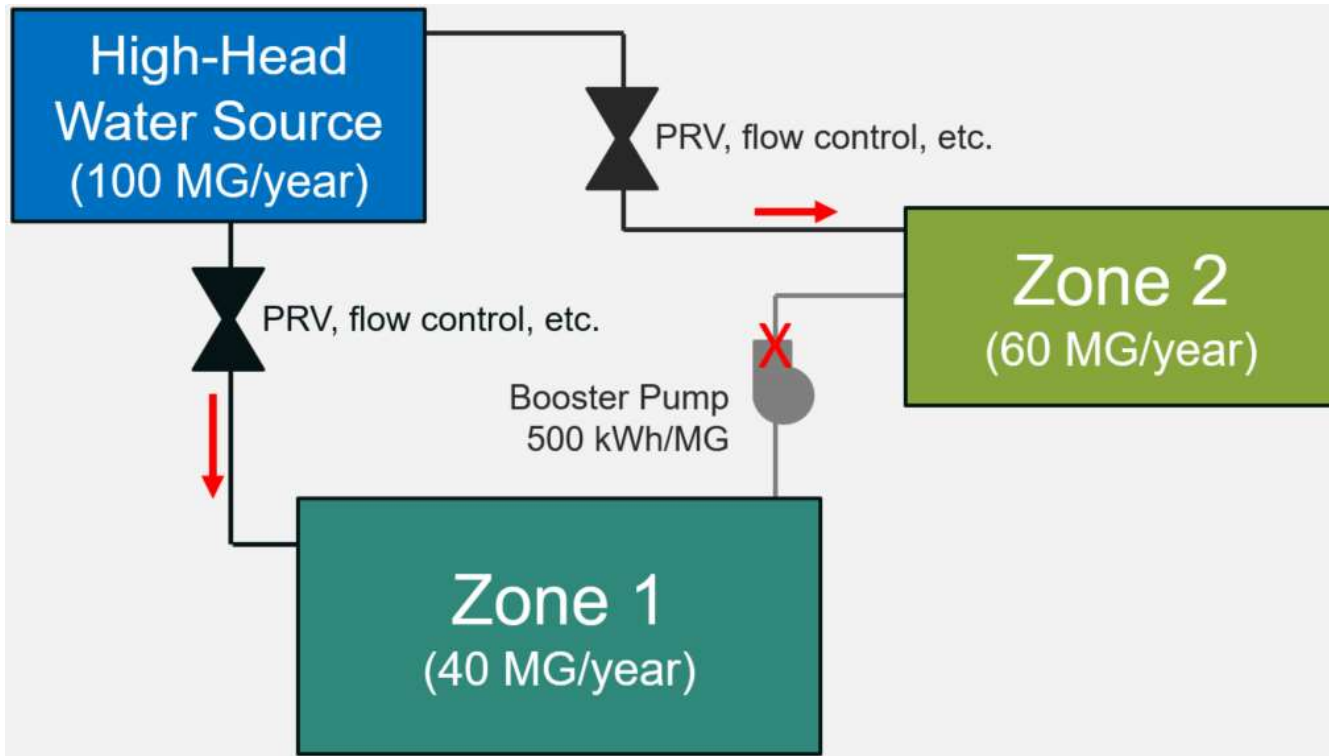 High-Head
Water Source
(100 MG/year)
PRV, flow control, etc.
PRV, flow control, etc.
Zone 2
(60 MG/year)
X
Booster Pump
500 kWh/MG
Zone 1
(40 MG/year)